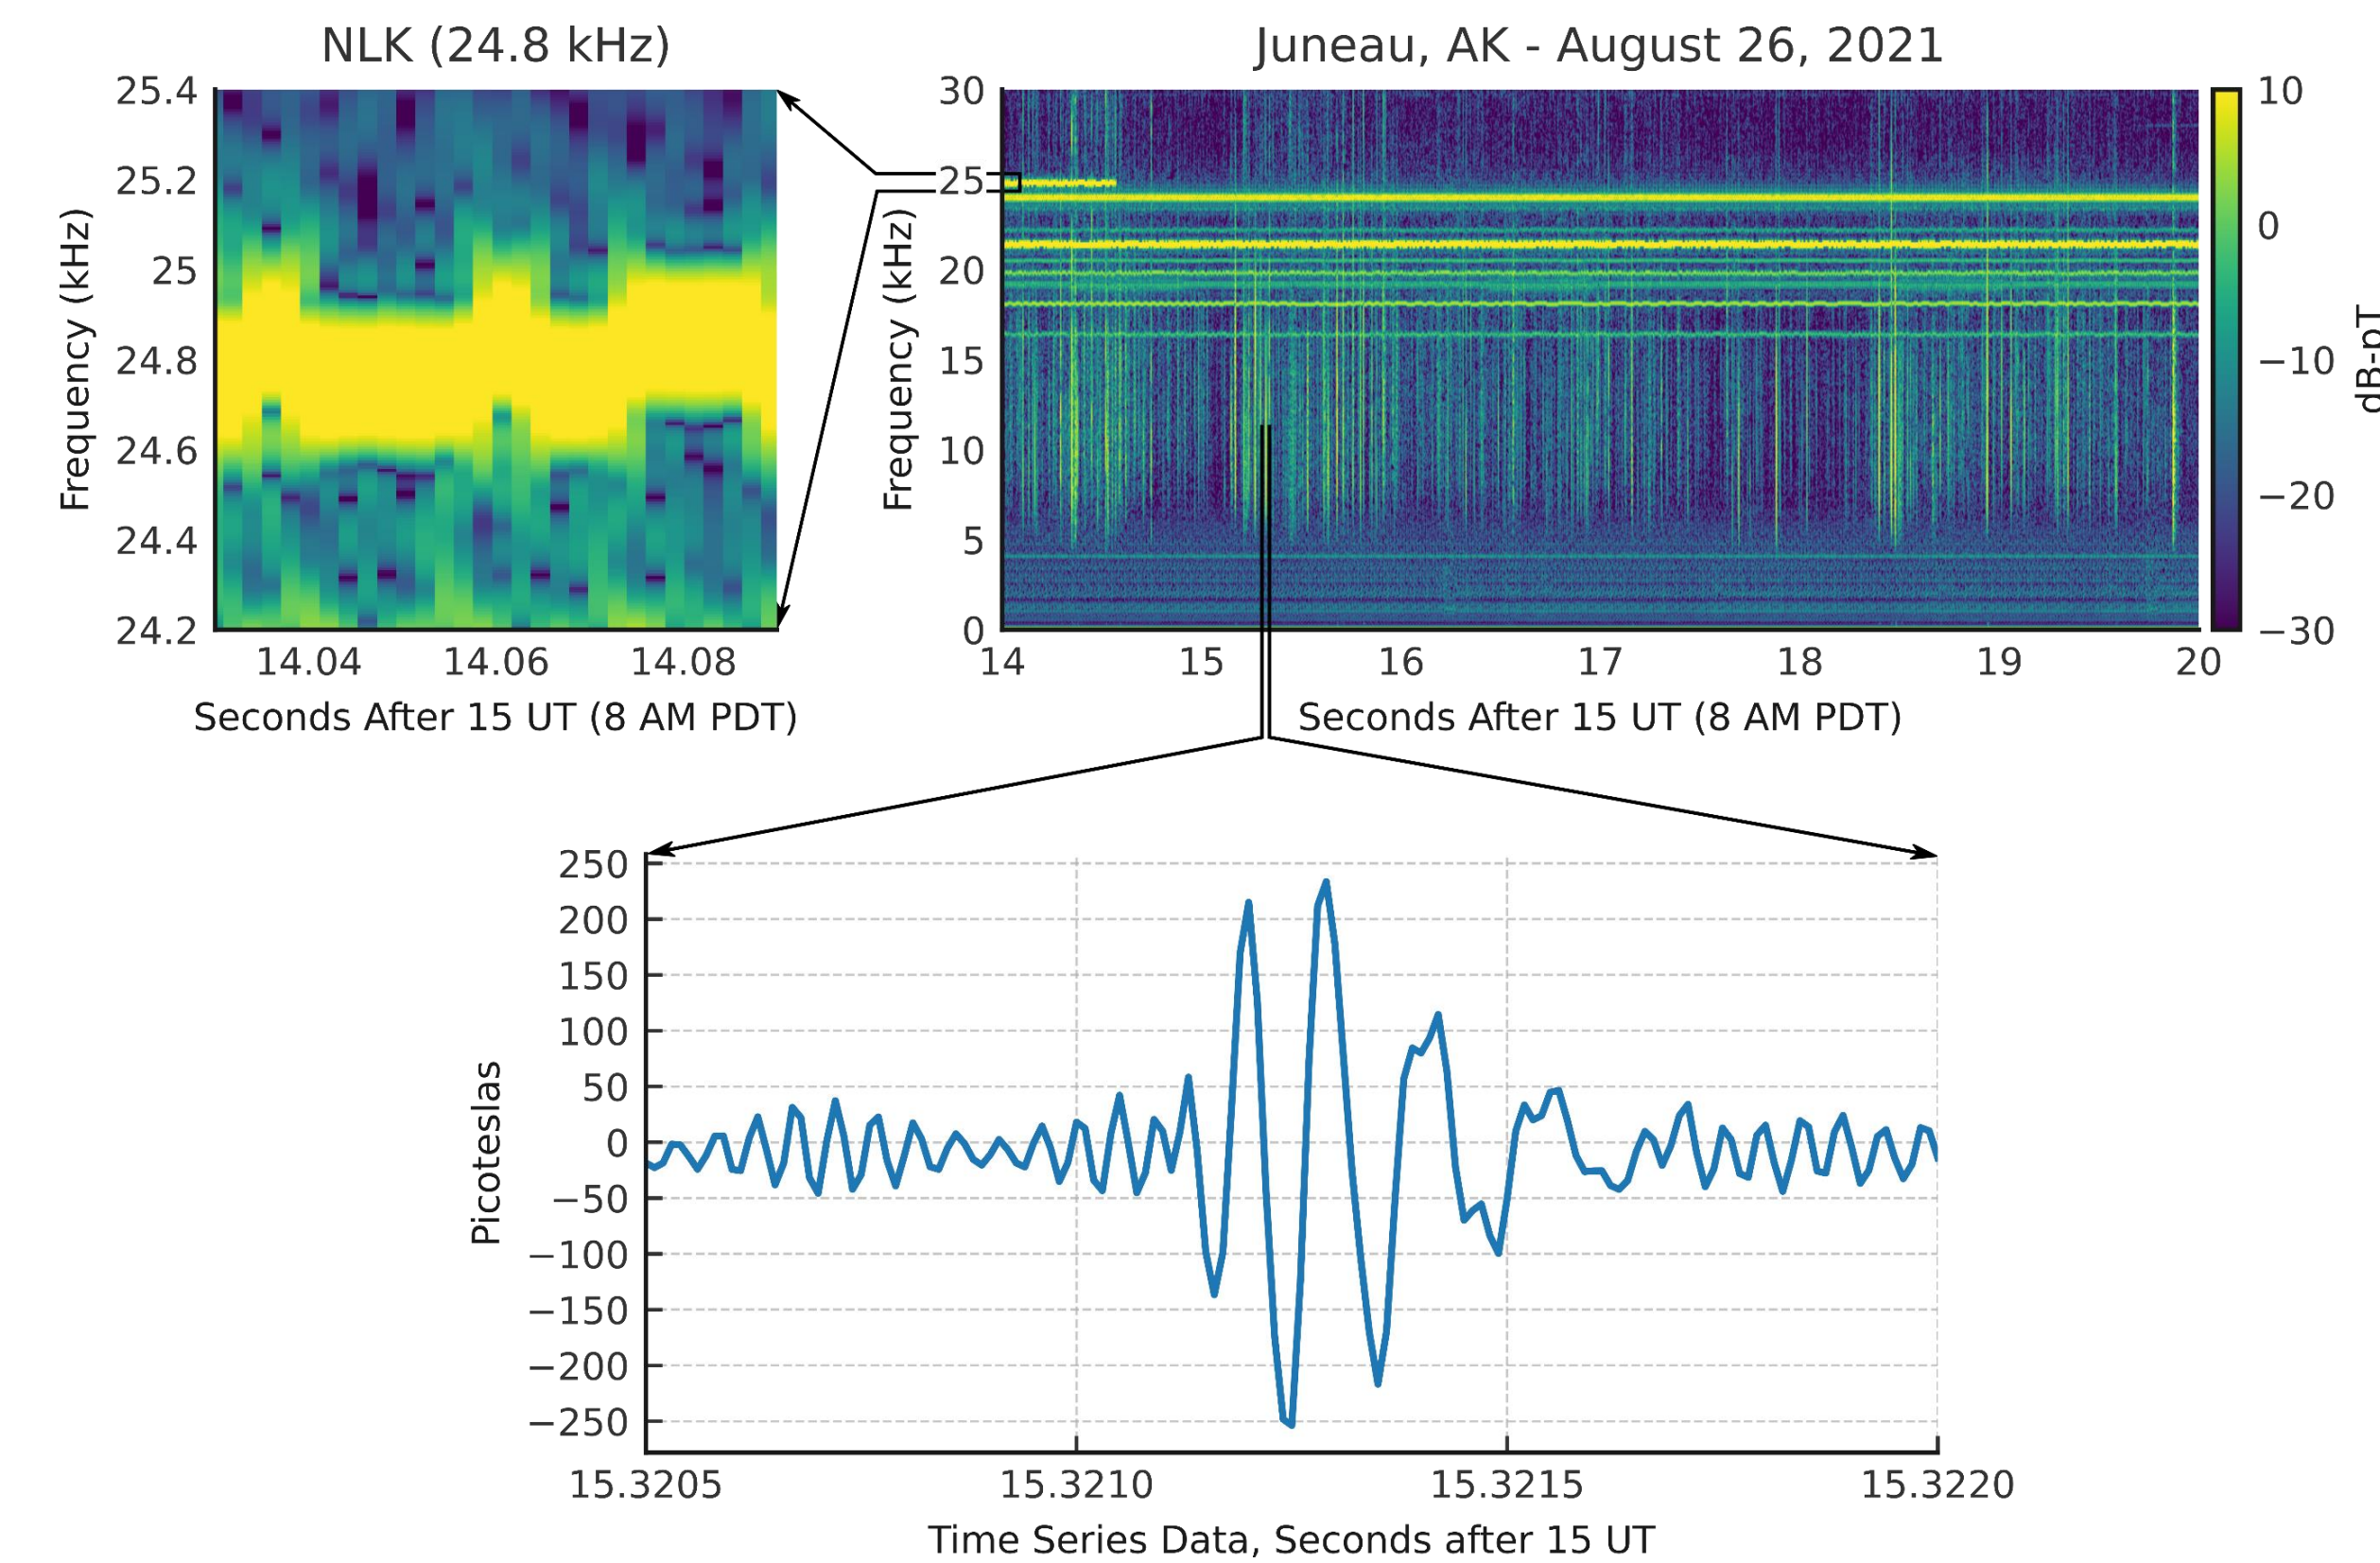 NLK (24.8 kHz)
25.4
25.2
25
24.8
24.6
24.4
24.2
Frequency (kHz)
14.04 14.06 14.08
Seconds After 15 UT (8 AM PDT)
Juneau, AK - August 26, 2021
30
25
20
15
10
5
0
Frequency (kHz)
14 15 16 17 18 19 20
Seconds After 15 UT (8 AM PDT)
10
0
−10
−20
−30
dB-pT
250
200
150
100
50
0
−50
−100
−150
−200
−250
Picoteslas
15.3205 15.3210 15.3215 15.3220
Time Series Data, Seconds after 15 UT